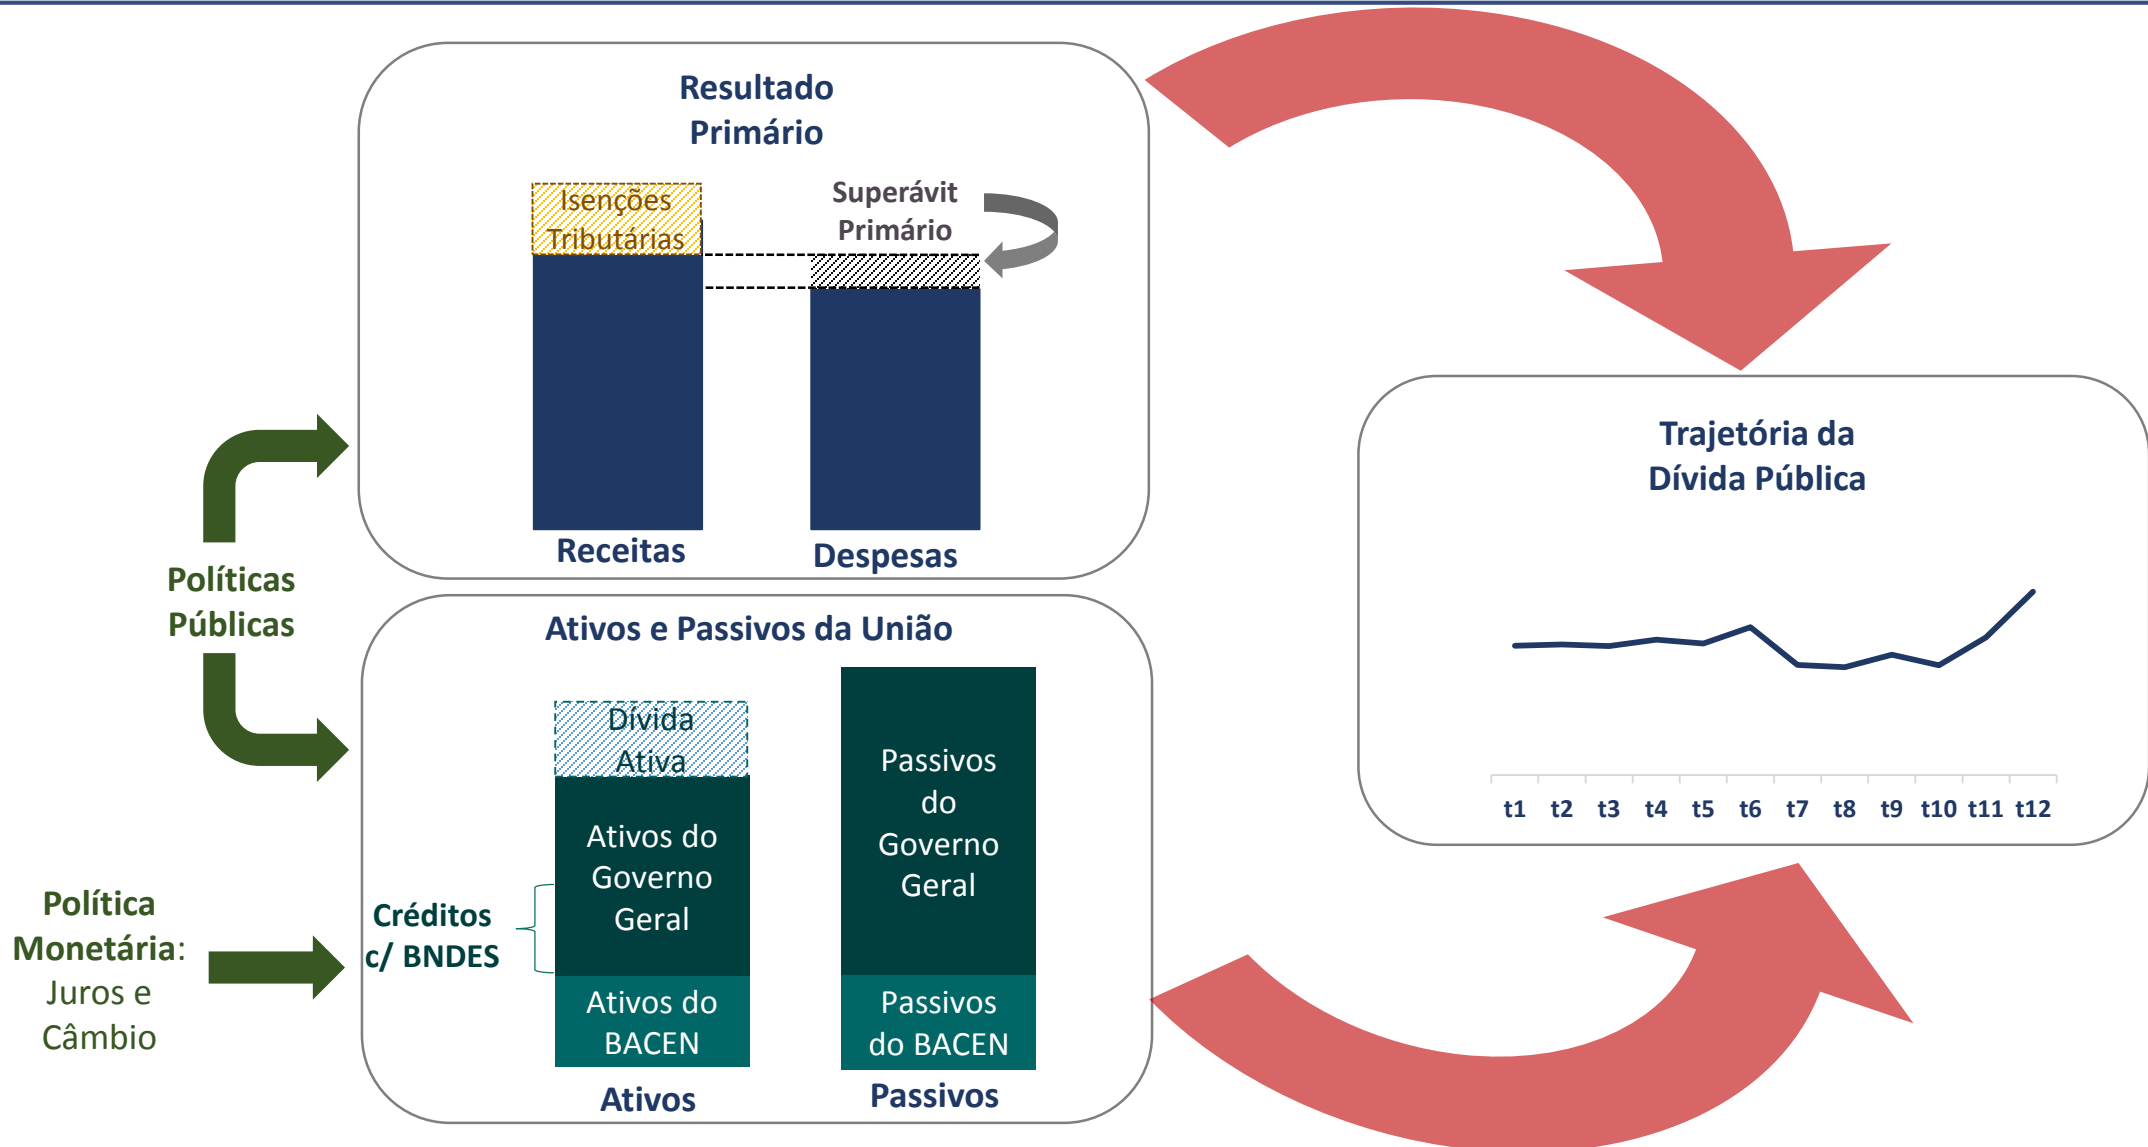 Resultado
Primário
Isenções
Tributárias
Superávit
Primário
Receitas
Despesas
Políticas
Públicas
Ativos e Passivos da União
Dívida
Ativa
Ativos do
Governo
Geral
Créditos
c/ BNDES
Ativos do
BACEN
Ativos
Passivos
do
Governo
Geral
Passivos
do BACEN
Passivos
Política
Monetária:
Juros e
Câmbio
Trajetória da
Dívida Pública
t1 t2 t3 t4 t5 t6 t7 t8 t9 t10 t11 t12